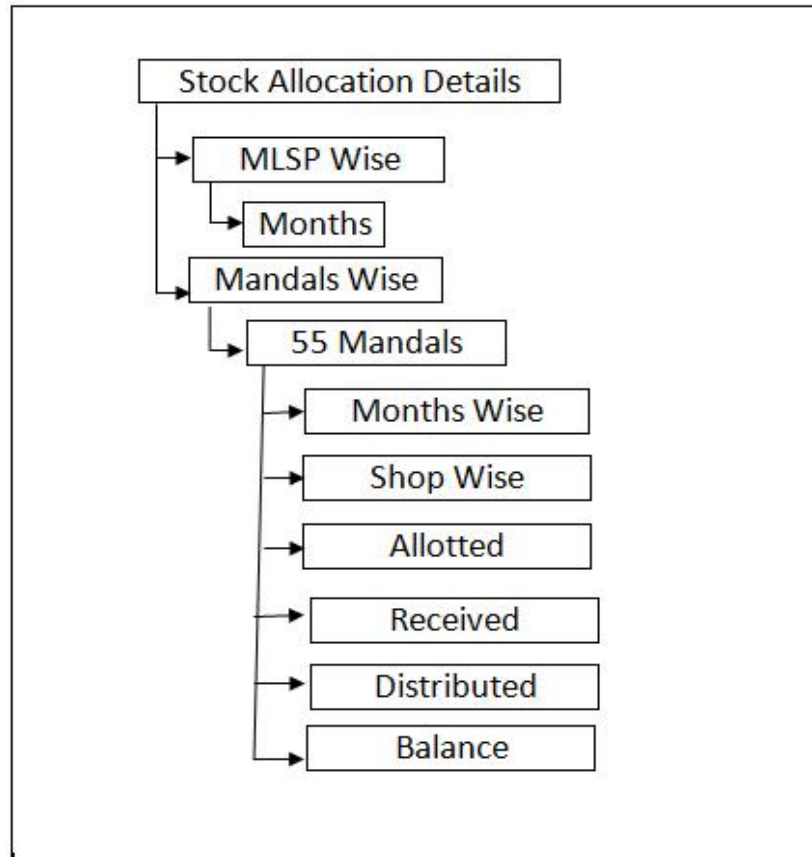 Stock Allocation Details
MLSP Wise
Months
Mandals Wise
55 Mandals
Months Wise
Shop Wise
Allotted
Received
Distributed
Balance